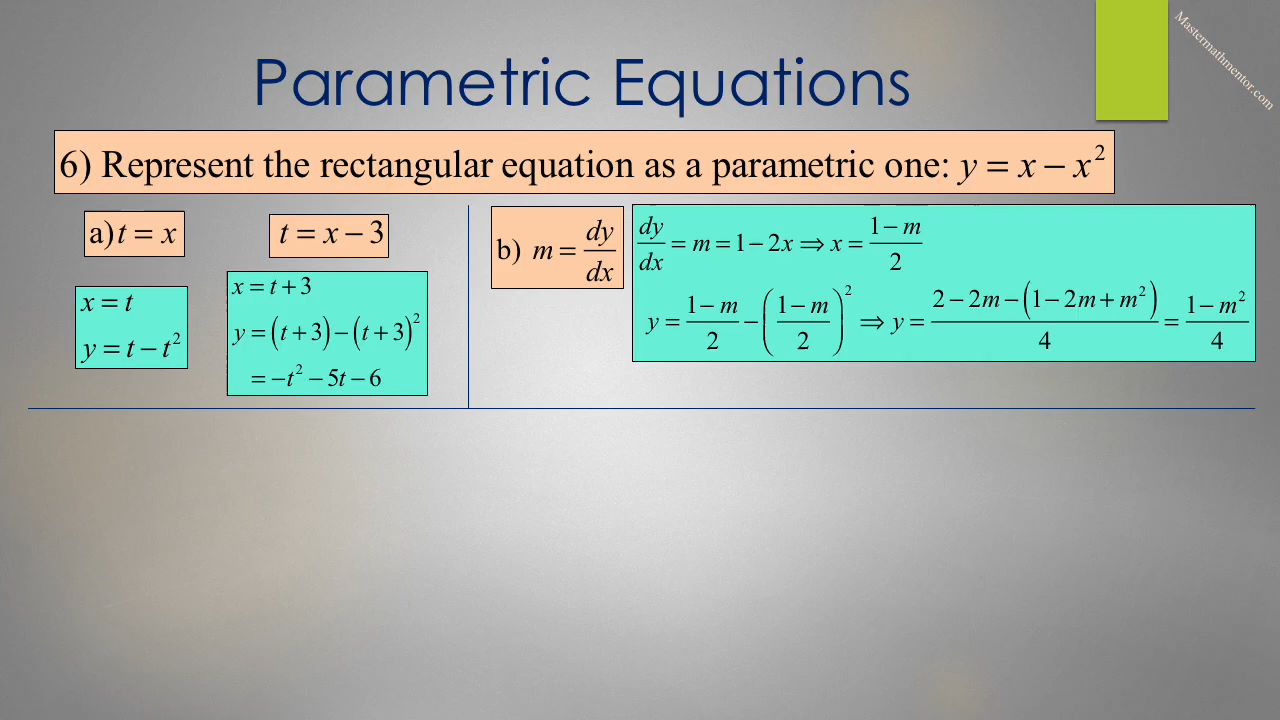 Mastermathmentor.com
Parametric Equations
6) Represent the rectangular equation as a parametric one: y = x − x²
a) t = x
x = t
y = t − t²
t = x − 3
x = t + 3
y = (t + 3) − (t + 3)²
= −t² − 5t − 6
b) m = dy/dx
dy/dx = m = 1 − 2x ⇒ x = (1 − m)/2
y = (1 − m)/2 − ((1 − m)/2)² ⇒ y = (2 − 2m − (1 − 2m + m²))/4 = (1 − m²)/4